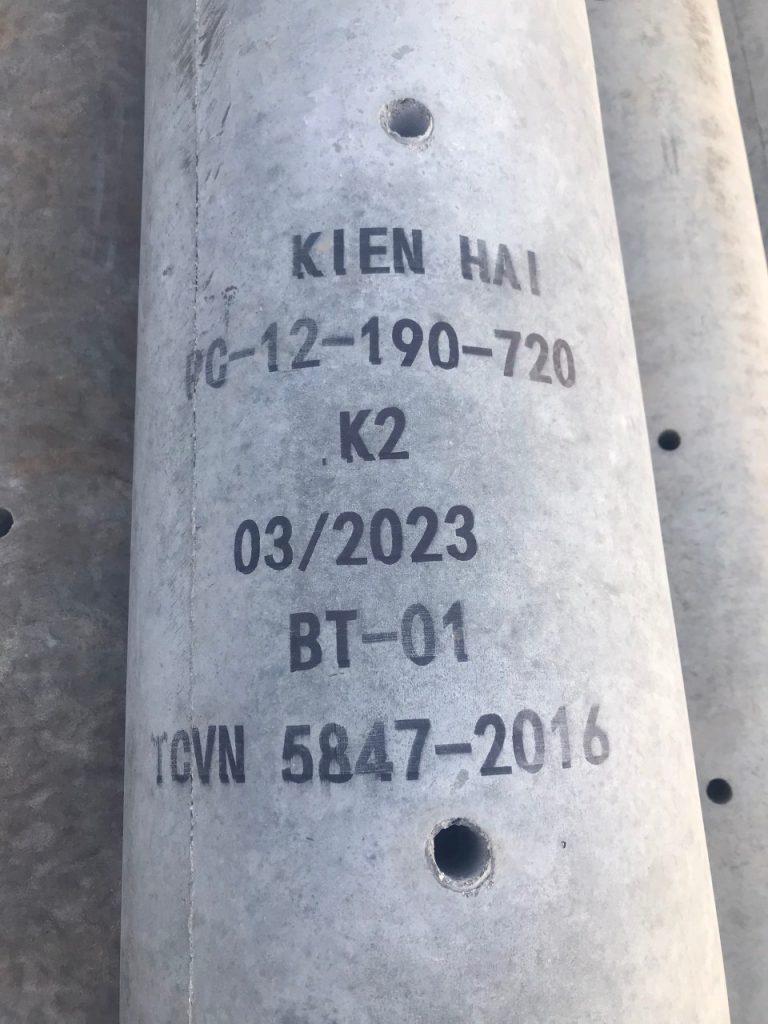 KIEN HAI
PC-12-190-720
K2
03/2023
BT-01
TCVN 5847-2016